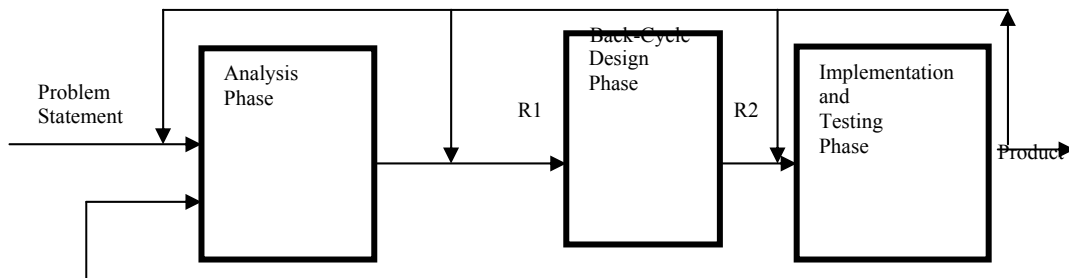 Problem
Statement
Analysis
Phase
R1
Back-Cycle
Design
Phase
R2
Implementation
and
Testing
Phase
Product